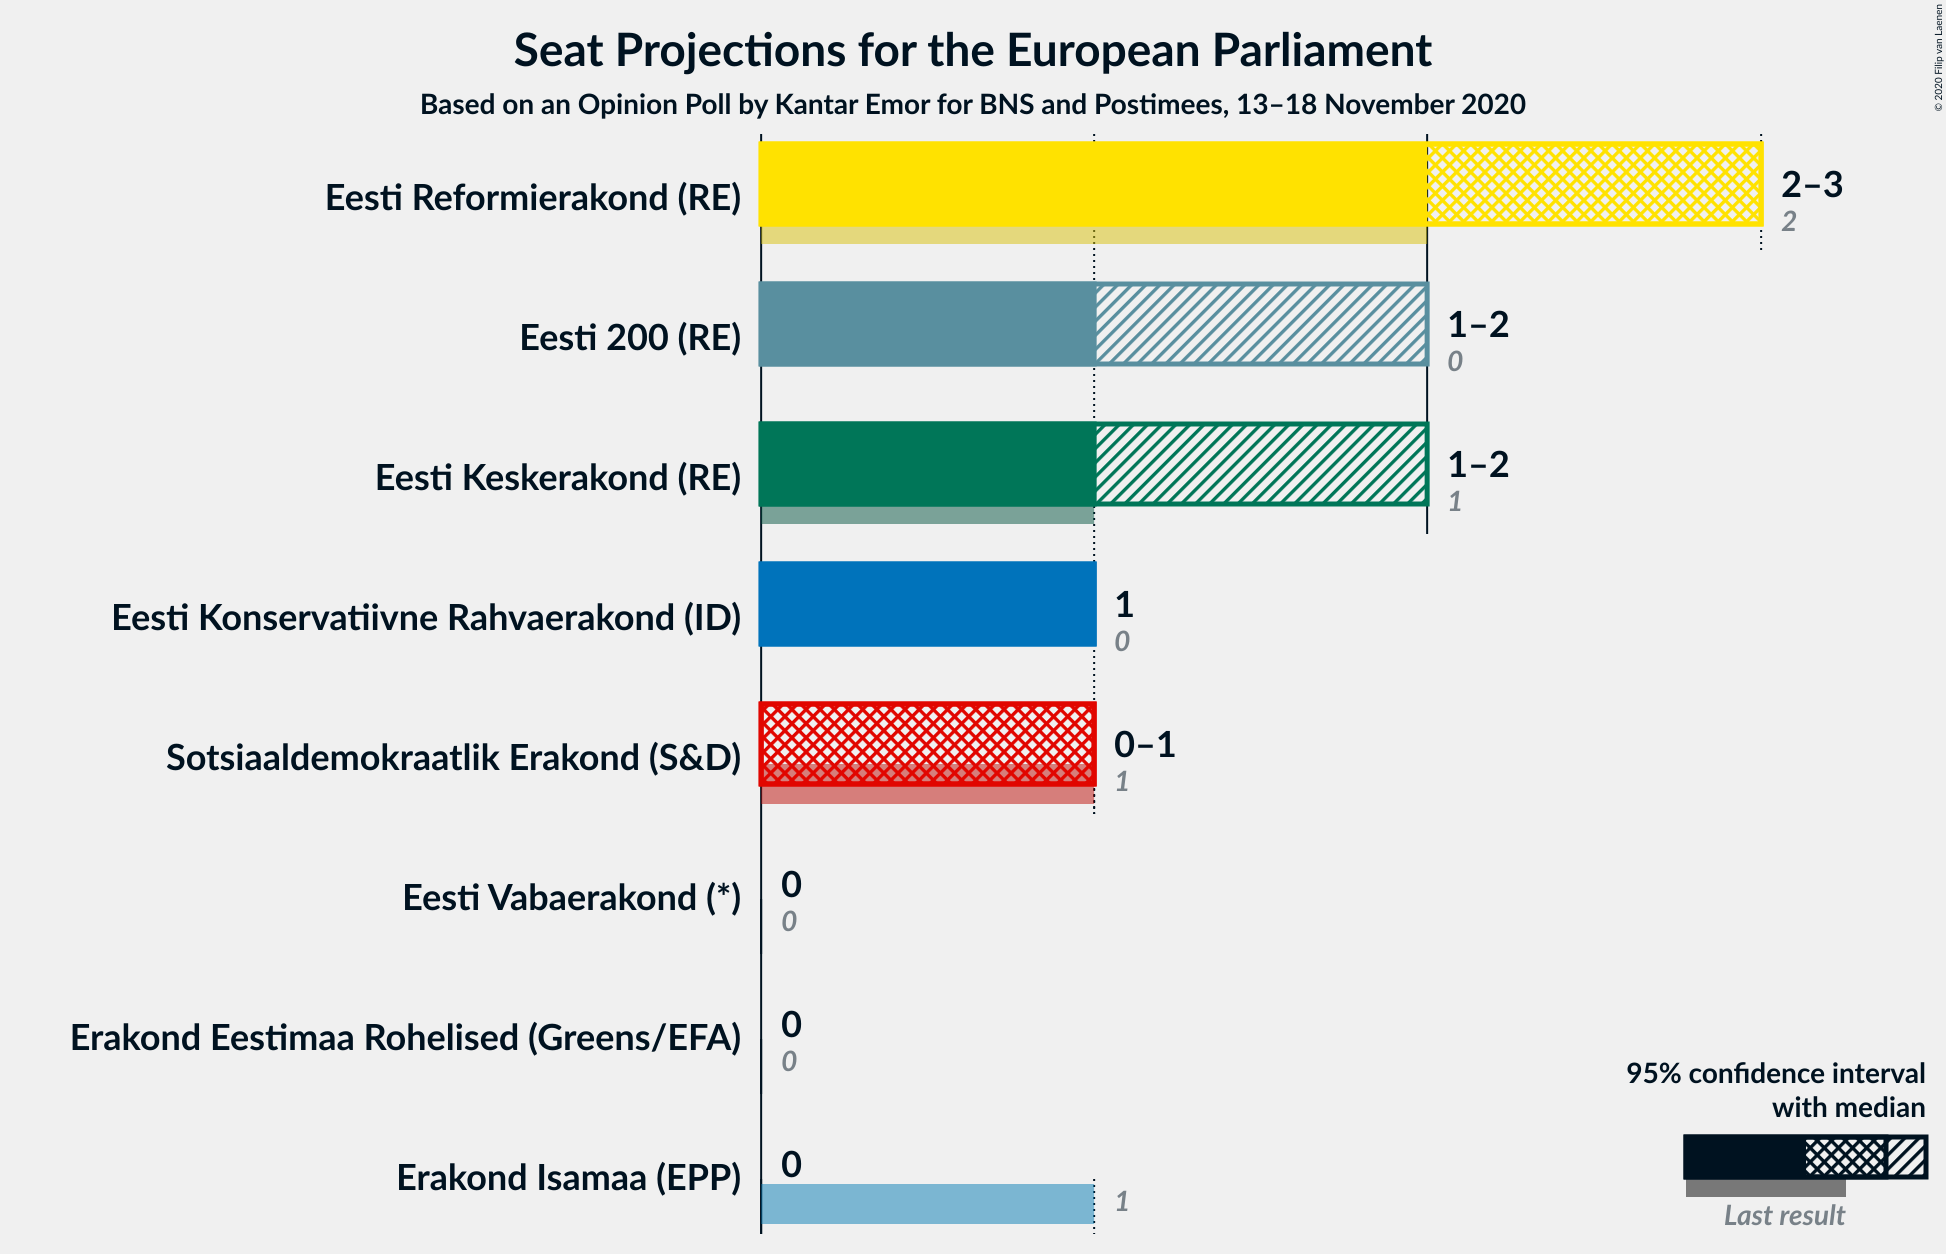 Seat Projections for the European Parliament
Based on an Opinion Poll by Kantar Emor for BNS and Postimees, 13–18 November 2020
© 2020 Filip van Laenen
Eesti Reformierakond (RE)
2–3
2
Eesti 200 (RE)
1–2
0
Eesti Keskerakond (RE)
1–2
1
Eesti Konservatiivne Rahvaerakond (ID)
1
0
Sotsiaaldemokraatlik Erakond (S&D)
0–1
1
Eesti Vabaerakond (*)
0
0
Erakond Eestimaa Rohelised (Greens/EFA)
0
0
Erakond Isamaa (EPP)
0
1
95% confidence interval
with median
Last result